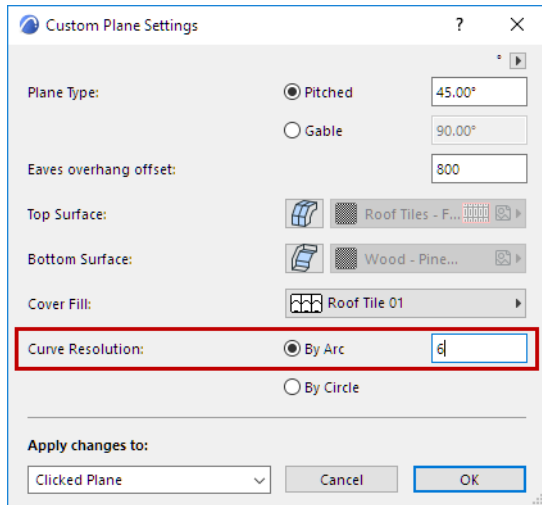 Custom Plane Settings ? ×
°
Plane Type: Pitched 45.00°
Gable 90.00°
Eaves overhang offset: 800
Top Surface: Roof Tiles - F...
Bottom Surface: Wood - Pine...
Cover Fill: Roof Tile 01
Curve Resolution: By Arc 6
By Circle
Apply changes to:
Clicked Plane Cancel OK